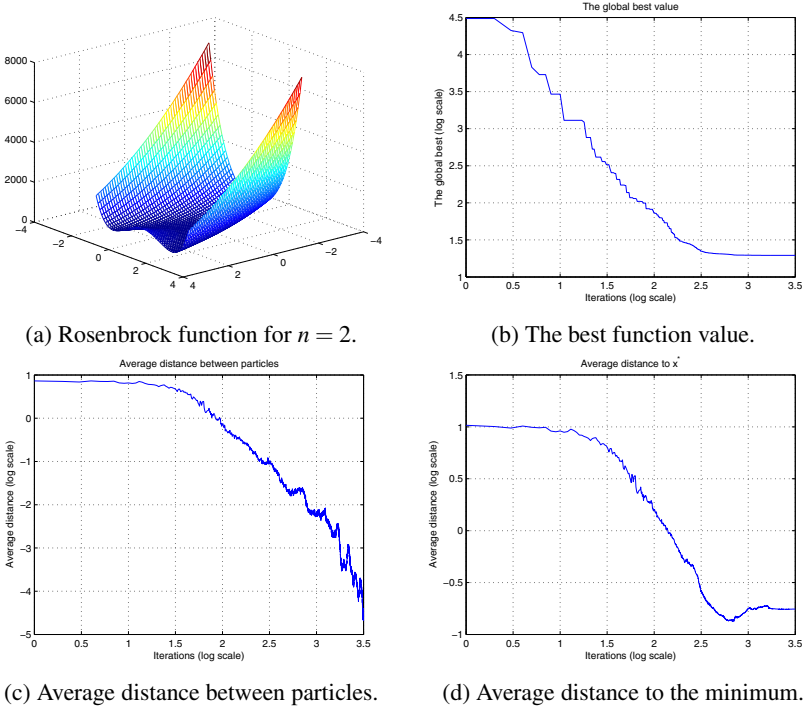 8000
6000
4000
2000
0
−4
−2
0
2
4
4
2
0
−2
−4
The global best value
4.5
4
3.5
3
2.5
2
1.5
1
The global best (log scale)
0 0.5 1 1.5 2 2.5 3 3.5
Iterations (log scale)
(a) Rosenbrock function for n = 2.
(b) The best function value.
Average distance between particles
1
0
−1
−2
−3
−4
−5
Average distance (log scale)
0 0.5 1 1.5 2 2.5 3 3.5
Iterations (log scale)
Average distance to x*
1.5
1
0.5
0
−0.5
−1
Average distance (log scale)
0 0.5 1 1.5 2 2.5 3 3.5
Iterations (log scale)
(c) Average distance between particles.
(d) Average distance to the minimum.